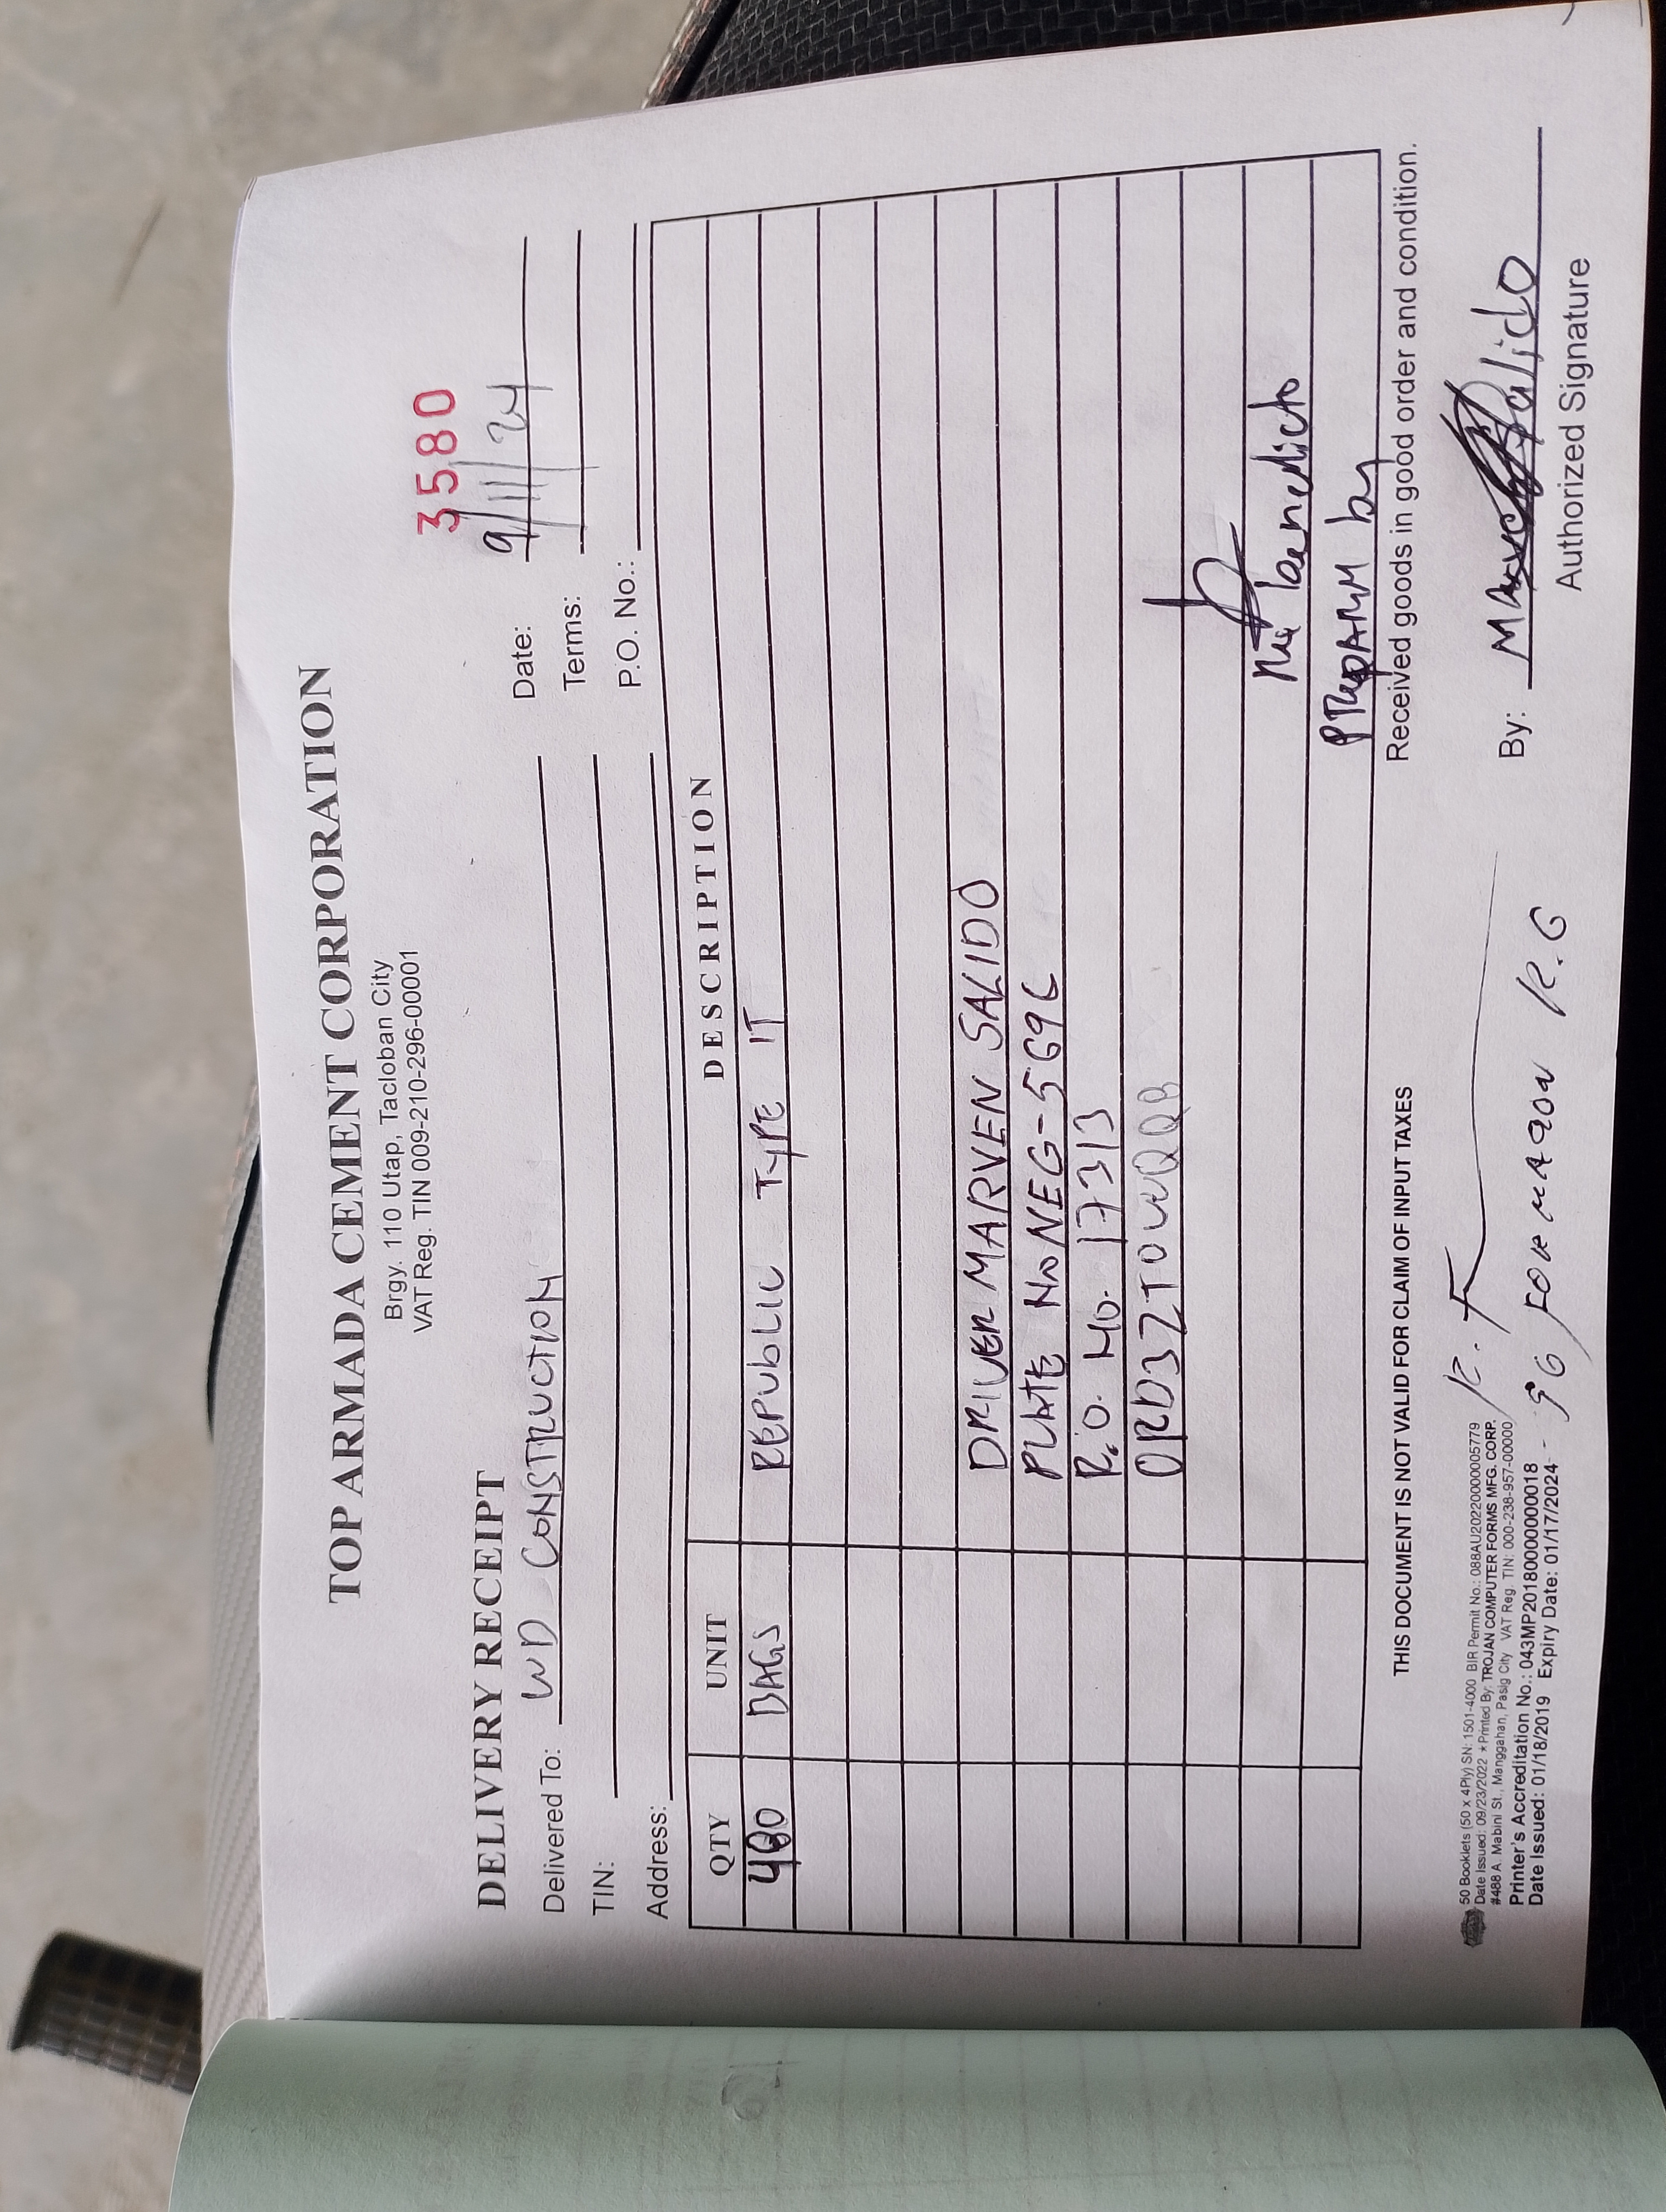 TOP ARMADA CEMENT CORPORATION
Brgy. 110 Utap, Tacloban City
VAT Reg. TIN 009-210-296-00001
3580
DELIVERY RECEIPT
Date: 9/11/24
Delivered To: WD CONSTRUCTION
Terms:
TIN:
P.O. No.:
Address:
QTY UNIT DESCRIPTION
480 BAGS REPUBLIC TYPE 1T
DRIVER MARVEN SALIDO
PLATE No NEG-5696
R.O. NO. 17313
by
THIS DOCUMENT IS NOT VALID FOR CLAIM OF INPUT TAXES
Received goods in good order and condition.
50 Booklets (50 x 4Ply) SN: 1501-4000 BIR Permit No.: 088AU20220000005779
Date Issued: 09/23/2022 ★ Printed By: TROJAN COMPUTER FORMS MFG. CORP.
#488 A. Mabini St., Manggahan, Pasig City VAT Reg. TIN: 000-238-957-00000
Printer's Accreditation No.: 043MP20180000000018
Date Issued: 01/18/2019 Expiry Date: 01/17/2024
By: Salido
Authorized Signature